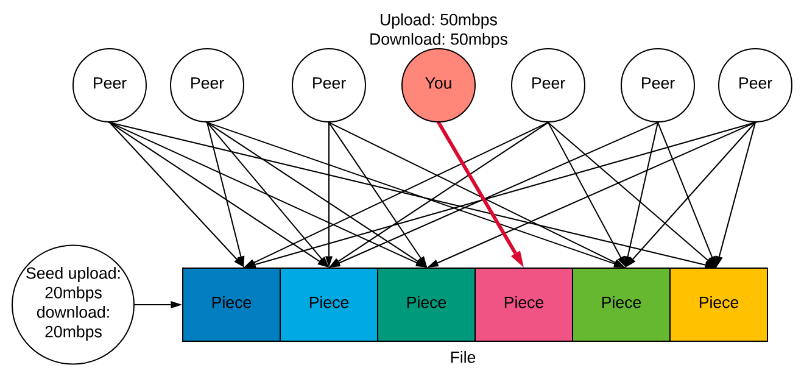 Upload: 50mbps
Download: 50mbps
Peer
Peer
Peer
You
Peer
Peer
Peer
Seed upload:
20mbps
download:
20mbps
Piece
Piece
Piece
Piece
Piece
Piece
File